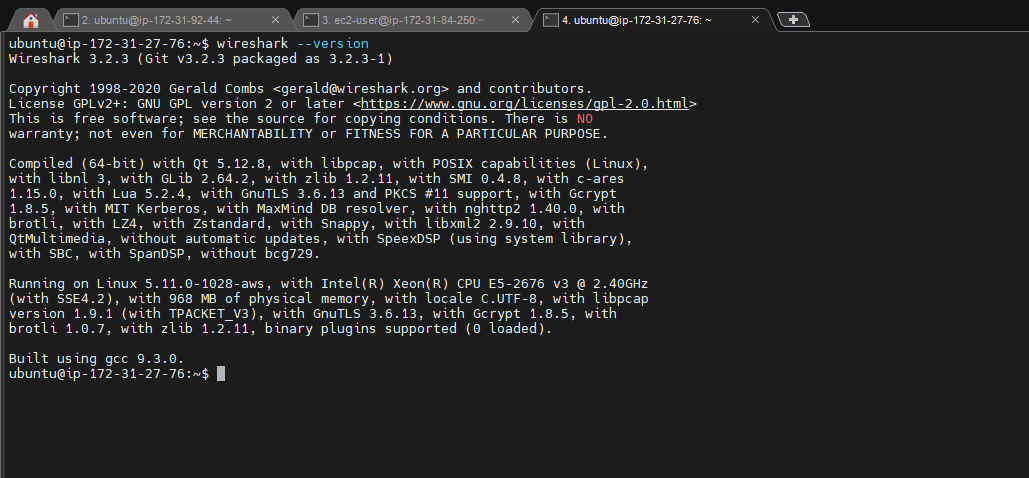 2. ubuntu@ip-172-31-92-44: ~
3. ec2-user@ip-172-31-84-250:~
4. ubuntu@ip-172-31-27-76: ~
ubuntu@ip-172-31-27-76:~$ wireshark --version
Wireshark 3.2.3 (Git v3.2.3 packaged as 3.2.3-1)
Copyright 1998-2020 Gerald Combs <gerald@wireshark.org> and contributors.
License GPLv2+: GNU GPL version 2 or later <https://www.gnu.org/licenses/gpl-2.0.html>
This is free software; see the source for copying conditions. There is NO
warranty; not even for MERCHANTABILITY or FITNESS FOR A PARTICULAR PURPOSE.
Compiled (64-bit) with Qt 5.12.8, with libpcap, with POSIX capabilities (Linux),
with libnl 3, with GLib 2.64.2, with zlib 1.2.11, with SMI 0.4.8, with c-ares
1.15.0, with Lua 5.2.4, with GnuTLS 3.6.13 and PKCS #11 support, with Gcrypt
1.8.5, with MIT Kerberos, with MaxMind DB resolver, with nghttp2 1.40.0, with
brotli, with LZ4, with Zstandard, with Snappy, with libxml2 2.9.10, with
QtMultimedia, without automatic updates, with SpeexDSP (using system library),
with SBC, with SpanDSP, without bcg729.
Running on Linux 5.11.0-1028-aws, with Intel(R) Xeon(R) CPU E5-2676 v3 @ 2.40GHz
(with SSE4.2), with 968 MB of physical memory, with locale C.UTF-8, with libpcap
version 1.9.1 (with TPACKET_V3), with GnuTLS 3.6.13, with Gcrypt 1.8.5, with
brotli 1.0.7, with zlib 1.2.11, binary plugins supported (0 loaded).
Built using gcc 9.3.0.
ubuntu@ip-172-31-27-76:~$